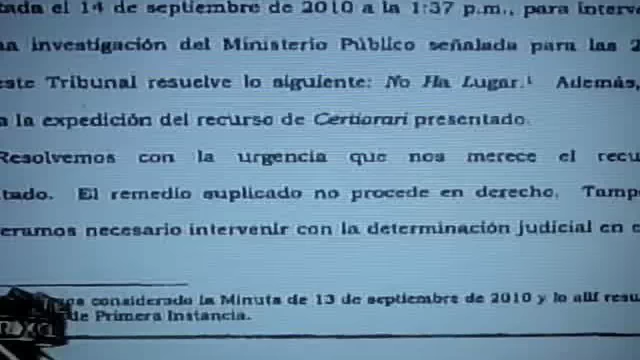 tada el 14 de septiembre de 2010 a la 1:37 p.m., para interv
na investigación del Ministerio Público señalada para las 2
este Tribunal resuelve lo siguiente: No Ha Lugar.¹ Además,
a la expedición del recurso de Certiorari presentado.
Resolvemos con la urgencia que nos merece el recu
tado. El remedio suplicado no procede en derecho. Tamp
eramos necesario intervenir con la determinación judicial en
considerado la Minuta de 13 de septiembre de 2010 y lo allí resu
de Primera Instancia.